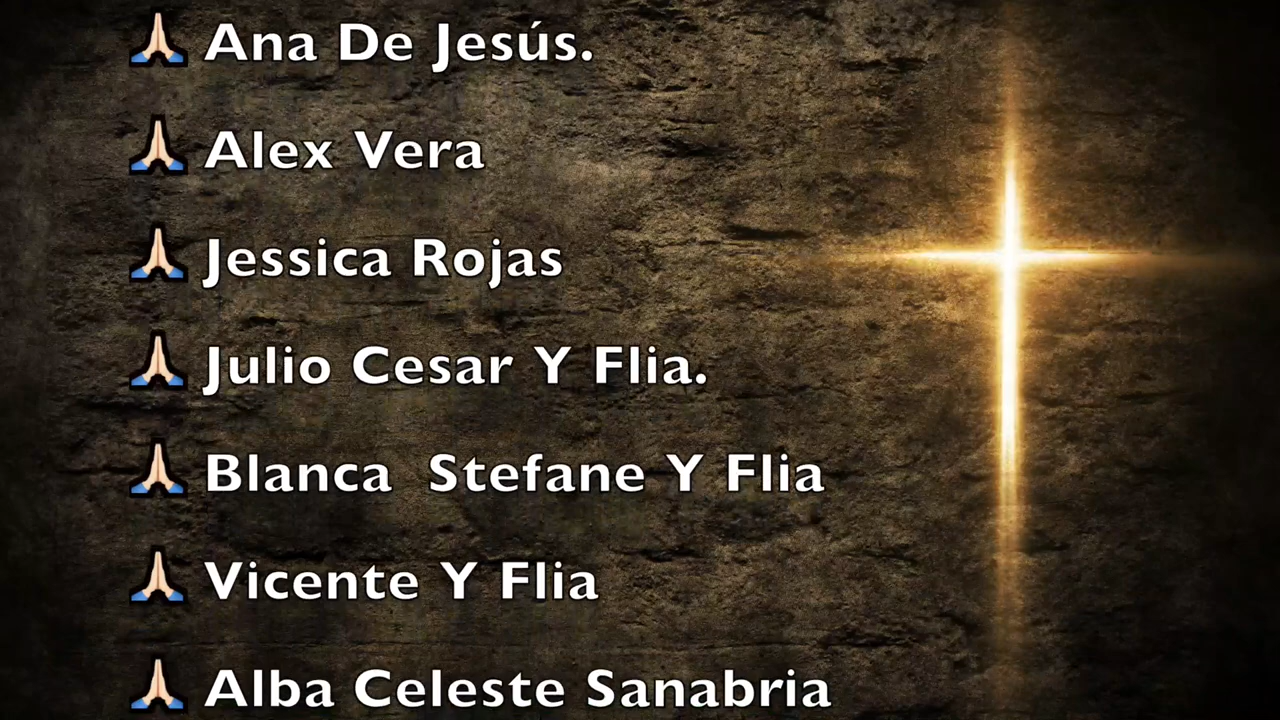 🙏🏻 Ana De Jesús.
🙏🏻 Alex Vera
🙏🏻 Jessica Rojas
🙏🏻 Julio Cesar Y Flia.
🙏🏻 Blanca  Stefane Y Flia
🙏🏻 Vicente Y Flia
🙏🏻 Alba Celeste Sanabria